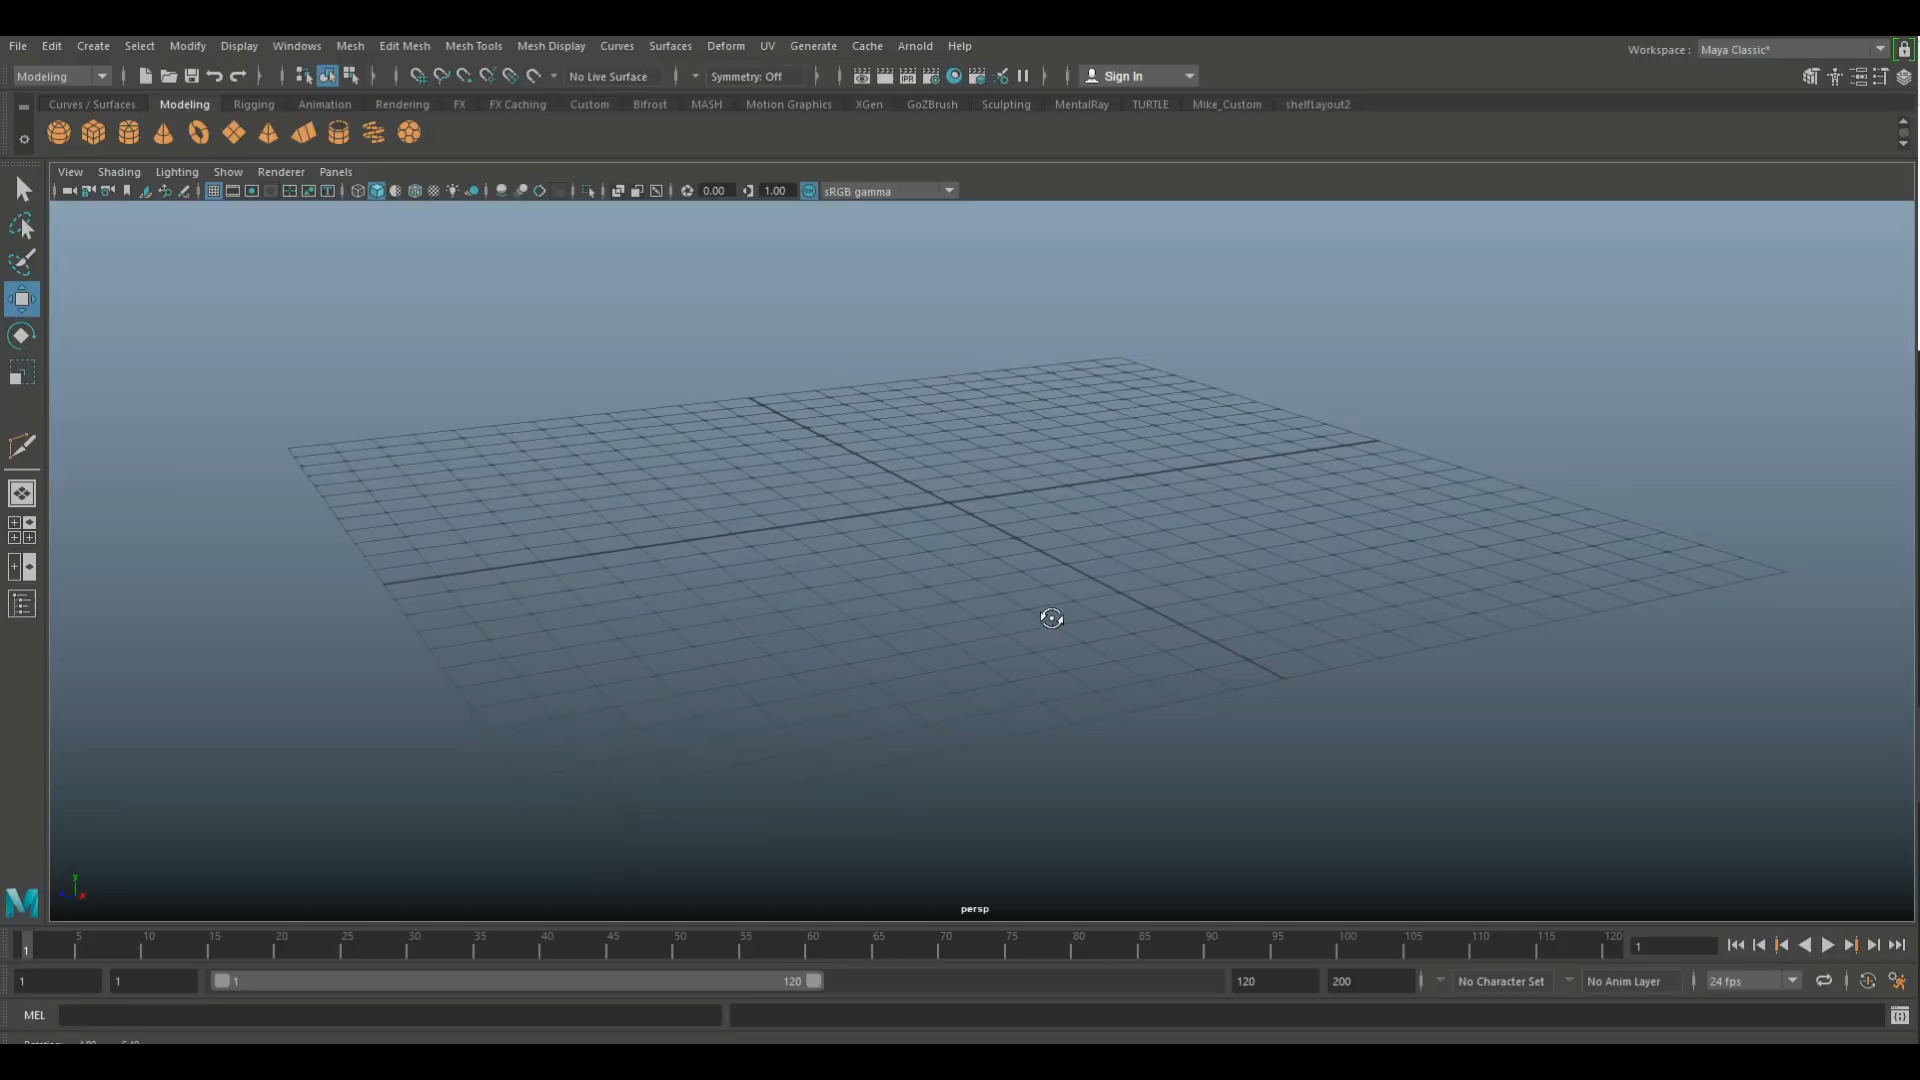 File Edit Create Select Modify Display Windows Mesh Edit Mesh Mesh Tools Mesh Display Curves Surfaces Deform UV Generate Cache Arnold Help Workspace : Maya Classic*
Modeling No Live Surface Symmetry: Off IPR Sign In
Curves / Surfaces Modeling Rigging Animation Rendering FX FX Caching Custom Bifrost MASH Motion Graphics XGen GoZBrush Sculpting MentalRay TURTLE Mike_Custom shelfLayout2
View Shading Lighting Show Renderer Panels
0.00 1.00 sRGB gamma
y
persp
5 10 15 20 25 30 35 40 45 50 55 60 65 70 75 80 85 90 95 100 105 110 115 120
1 1
1 1 1 120 120 200 No Character Set No Anim Layer 24 fps
MEL